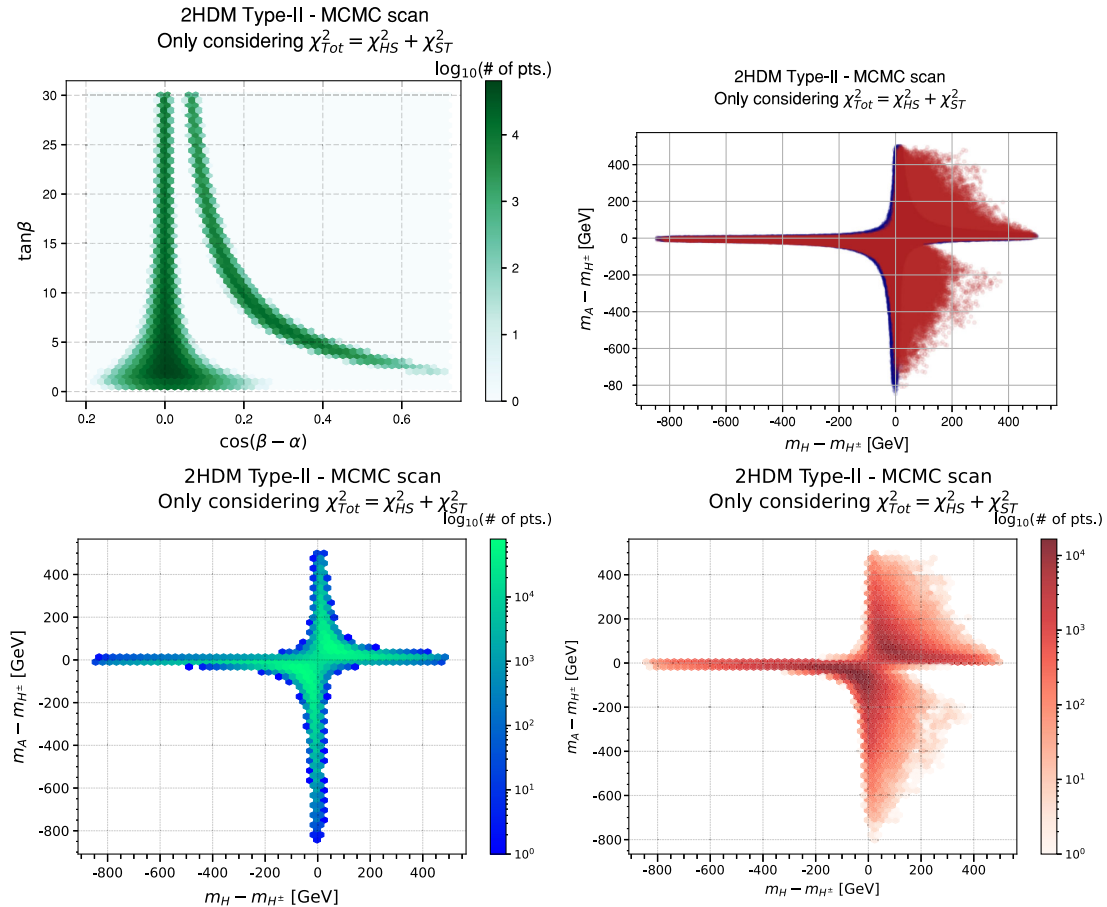 2HDM Type-II - MCMC scan
Only considering χ²_Tot = χ²_HS + χ²_ST
log₁₀(# of pts.)
30
25
20
15
10
5
0
tanβ
0.2 0.0 0.2 0.4 0.6
cos(β − α)
4
3
2
1
0
2HDM Type-II - MCMC scan
Only considering χ²_Tot = χ²_HS + χ²_ST
400
200
0
-200
-400
-600
-80
m_A − m_H± [GeV]
-800 -600 -400 -200 0 200 400
m_H − m_H± [GeV]
2HDM Type-II - MCMC scan
Only considering χ²_Tot = χ²_HS + χ²_ST
log₁₀(# of pts.)
400
200
0
-200
-400
-600
-800
m_A − m_H± [GeV]
-800 -600 -400 -200 0 200 400
m_H − m_H± [GeV]
10⁴
10³
10²
10¹
10⁰
2HDM Type-II - MCMC scan
Only considering χ²_Tot = χ²_HS + χ²_ST
log₁₀(# of pts.)
400
200
0
-200
-400
-600
-800
m_A − m_H± [GeV]
-800 -600 -400 -200 0 200 400
m_H − m_H± [GeV]
10⁴
10³
10²
10¹
10⁰